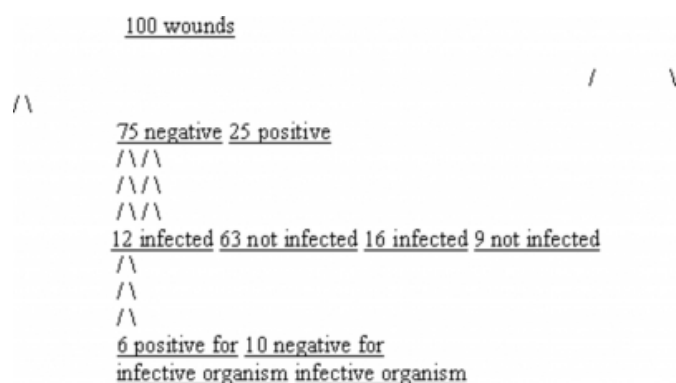 100 wounds
/ \
/ \
75 negative 25 positive
/ \ / \
/ \ / \
/ \ / \
12 infected 63 not infected 16 infected 9 not infected
/ \
/ \
/ \
6 positive for 10 negative for
infective organism infective organism